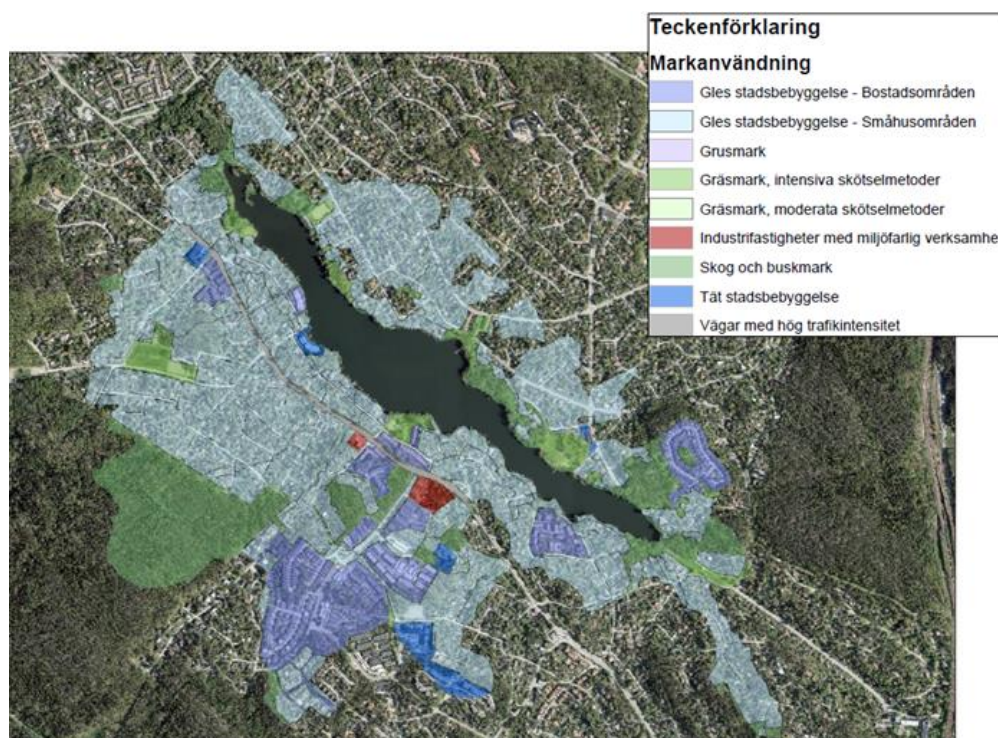 Teckenförklaring
Markanvändning
Gles stadsbebyggelse - Bostadsområden
Gles stadsbebyggelse - Småhusområden
Grusmark
Gräsmark, intensiva skötselmetoder
Gräsmark, moderata skötselmetoder
Industrifastigheter med miljöfarlig verksamhe
Skog och buskmark
Tät stadsbebyggelse
Vägar med hög trafikintensitet